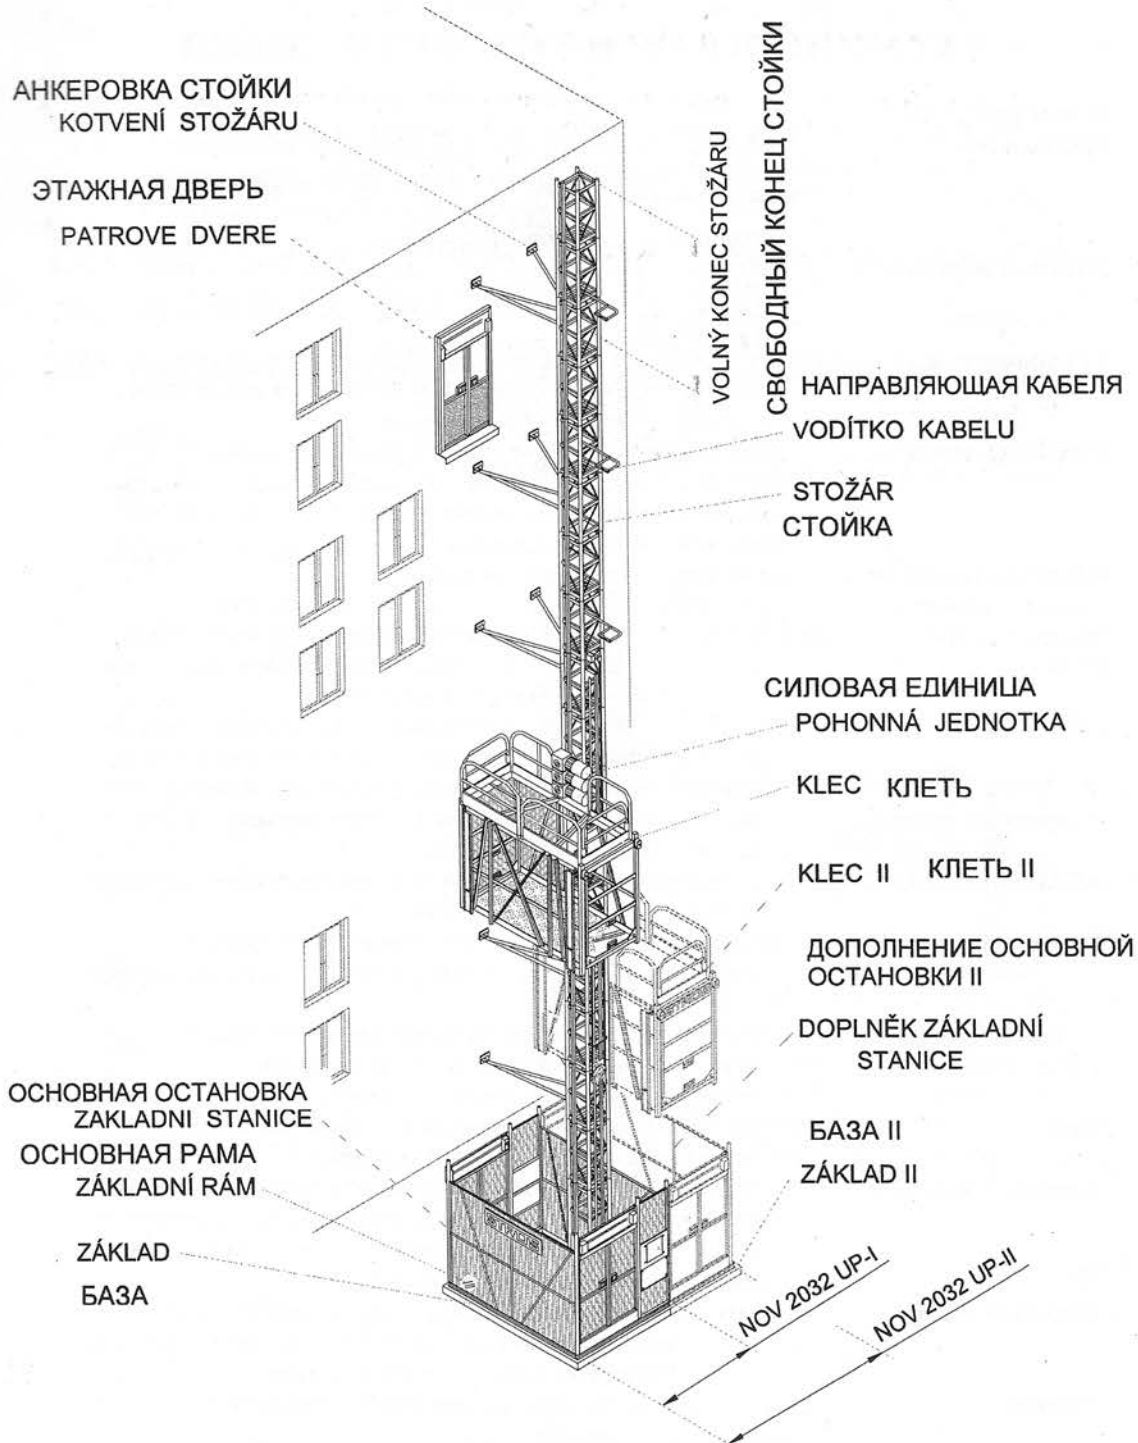 АНКЕРОВКА СТОЙКИ
KOTVENÍ STOŽÁRU
ЭТАЖНАЯ ДВЕРЬ
PATROVE DVERE
VOLNÝ KONEC STOŽÁRU
СВОБОДНЫЙ КОНЕЦ СТОЙКИ
НАПРАВЛЯЮЩАЯ КАБЕЛЯ
VODÍTKO KABELU
STOŽÁR
СТОЙКА
СИЛОВАЯ ЕДИНИЦА
POHONNÁ JEDNOTKA
KLEC КЛЕТЬ
KLEC II КЛЕТЬ II
ДОПОЛНЕНИЕ ОСНОВНОЙ
ОСТАНОВКИ II
DOPLNĚK ZÁKLADNÍ
STANICE
ОСНОВНАЯ ОСТАНОВКА
ZAKLADNI STANICE
ОСНОВНАЯ РАМА
ZÁKLADNÍ RÁM
ZÁKLAD
БАЗА
БАЗА II
ZÁKLAD II
STROS
STROS
NOV 2032 UP-I
NOV 2032 UP-II